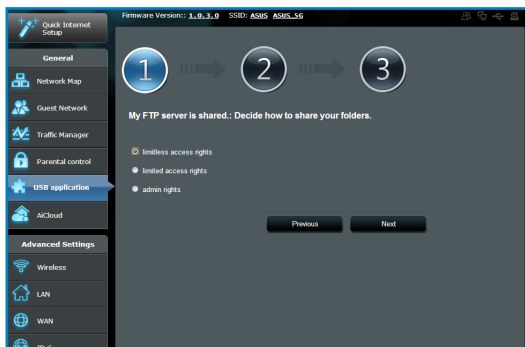 Firmware Version: 1.0.3.0 SSID: ASUS ASUS_5G
Quick Internet Setup
General
Network Map
Guest Network
Traffic Manager
Parental control
USB application
AiCloud
Advanced Settings
Wireless
LAN
WAN
1
2
3
My FTP server is shared.: Decide how to share your folders.
limitless access rights
limited access rights
admin rights
Previous Next